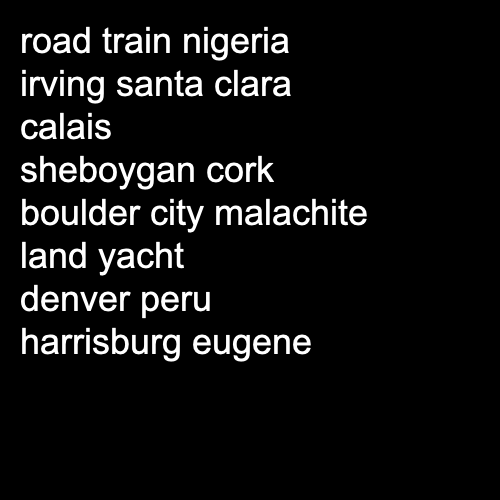 road train nigeria
irving santa clara
calais
sheboygan cork
boulder city malachite
land yacht
denver peru
harrisburg eugene